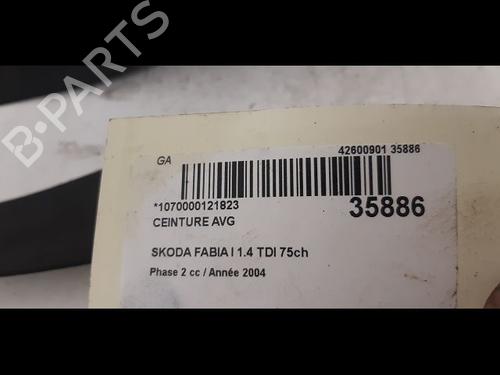 B-PARTS
GA
42600901 35886
*1070000121823
35886
CEINTURE AVG
SKODA FABIA I 1.4 TDI 75ch
Phase 2 cc / Année 2004